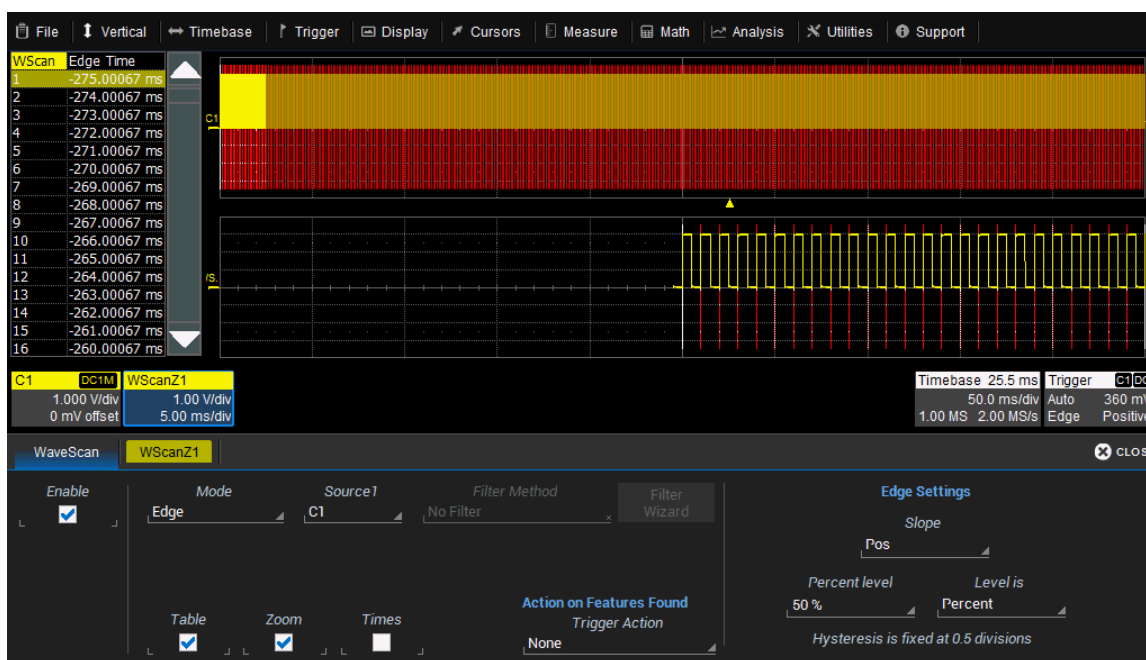 File Vertical Timebase Trigger Display Cursors Measure Math Analysis Utilities Support
WScan Edge Time
1 -275.00067 ms
2 -274.00067 ms
3 -273.00067 ms
4 -272.00067 ms
5 -271.00067 ms
6 -270.00067 ms
7 -269.00067 ms
8 -268.00067 ms
9 -267.00067 ms
10 -266.00067 ms
11 -265.00067 ms
12 -264.00067 ms
13 -263.00067 ms
14 -262.00067 ms
15 -261.00067 ms
16 -260.00067 ms
C1
C1 DC1M WScanZ1 Timebase 25.5 ms Trigger C1 DC
1.000 V/div 1.00 V/div 50.0 ms/div Auto 360 m
0 mV offset 5.00 ms/div 1.00 MS 2.00 MS/s Edge Positiv
WaveScan WScanZ1 CLOS
Enable Mode Source1 Filter Method Filter Wizard Edge Settings
Edge C1 No Filter Slope
Pos
Percent level Level is
Action on Features Found 50 % Percent
Table Zoom Times Trigger Action
None Hysteresis is fixed at 0.5 divisions